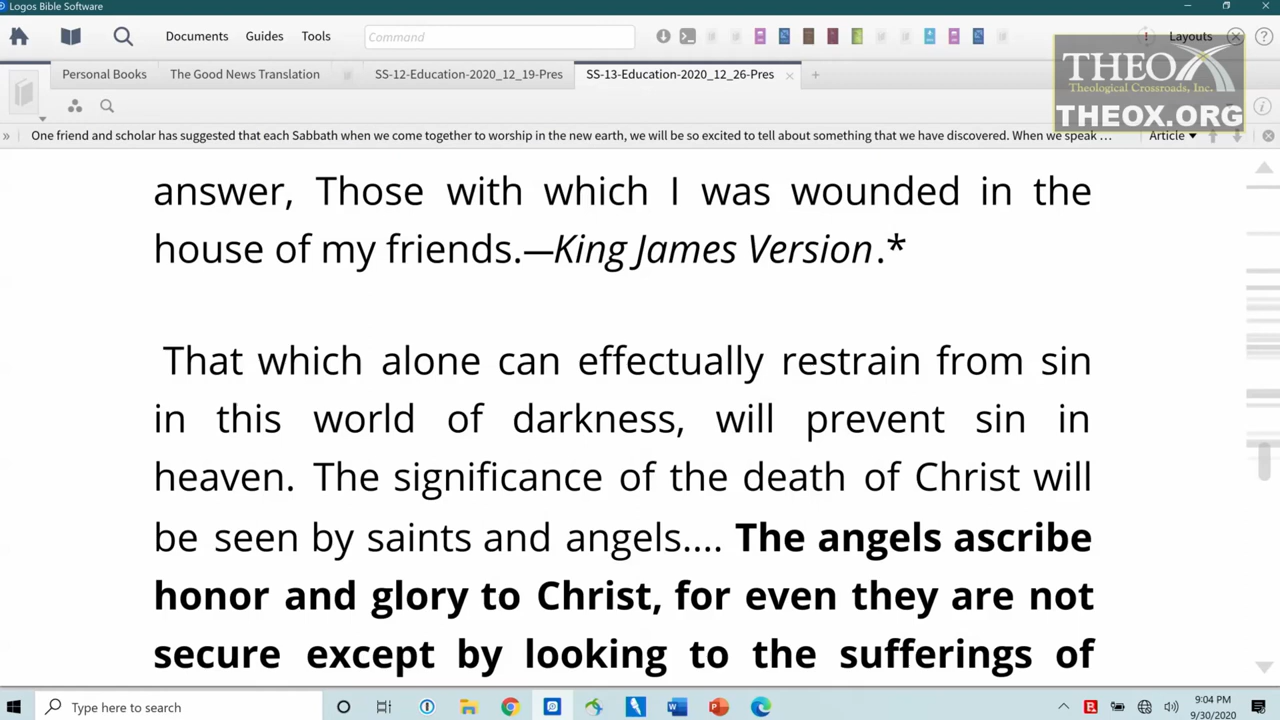 Logos Bible Software
Documents Guides Tools Command Layouts
THEOX
Theological Crossroads, Inc.
THEOX.ORG
Personal Books The Good News Translation SS-12-Education-2020_12_19-Pres SS-13-Education-2020_12_26-Pres
One friend and scholar has suggested that each Sabbath when we come together to worship in the new earth, we will be so excited to tell about something that we have discovered. When we speak ... Article
answer, Those with which I was wounded in the
house of my friends.—King James Version.*
That which alone can effectually restrain from sin
in this world of darkness, will prevent sin in
heaven. The significance of the death of Christ will
be seen by saints and angels.... The angels ascribe
honor and glory to Christ, for even they are not
secure except by looking to the sufferings of
Type here to search
9:04 PM
9/30/2020